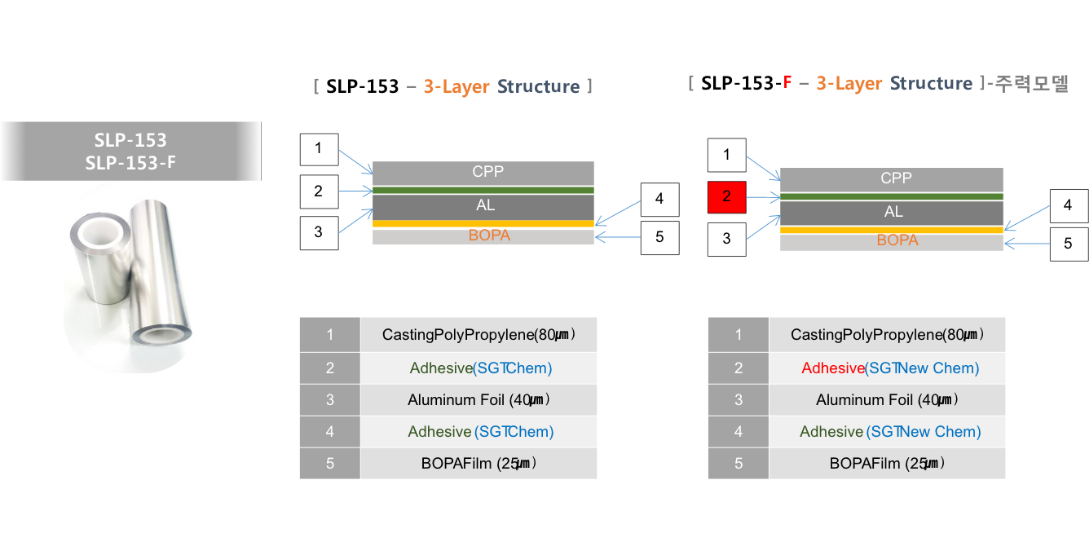 [ SLP-153 – 3-Layer Structure ]
[ SLP-153-F – 3-Layer Structure ]-주력모델
SLP-153
SLP-153-F
1
2
3
CPP
AL
BOPA
4
5
1
2
3
CPP
AL
BOPA
4
5
1 CastingPolyPropylene(80㎛)
2 Adhesive(SGTChem)
3 Aluminum Foil (40㎛)
4 Adhesive (SGTChem)
5 BOPAFilm (25㎛)
1 CastingPolyPropylene(80㎛)
2 Adhesive(SGTNew Chem)
3 Aluminum Foil (40㎛)
4 Adhesive (SGTNew Chem)
5 BOPAFilm (25㎛)